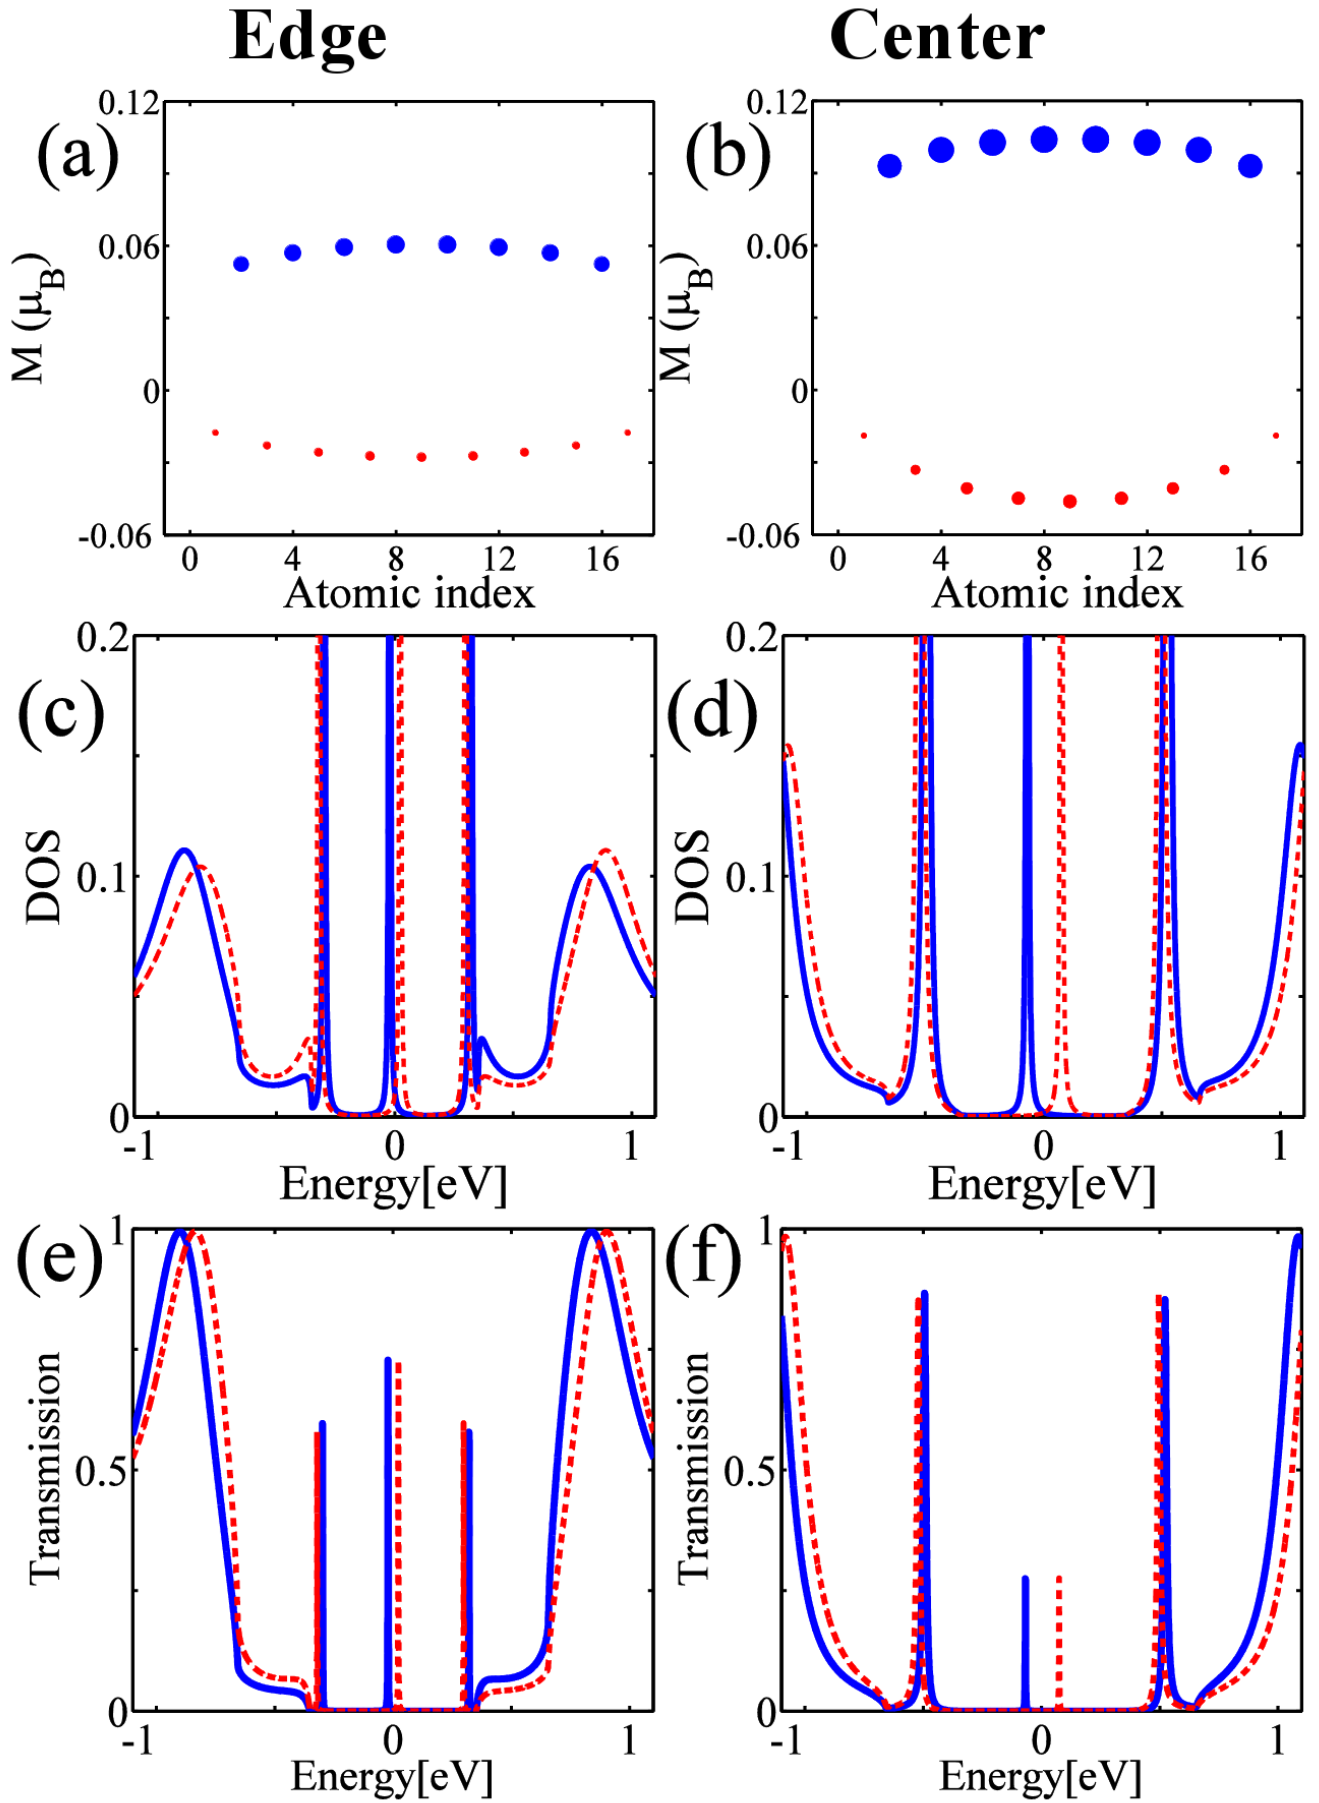 Edge Center
(a) (b)
0.12 0.12
0.06 0.06
0 0
-0.06 -0.06
M (μB) M (μB)
0 4 8 12 16 0 4 8 12 16
Atomic index Atomic index
(c) (d)
0.2 0.2
0.1 0.1
0 0
DOS DOS
-1 0 1 -1 0 1
Energy[eV] Energy[eV]
(e) (f)
1 1
0.5 0.5
0 0
Transmission Transmission
-1 0 1 -1 0 1
Energy[eV] Energy[eV]